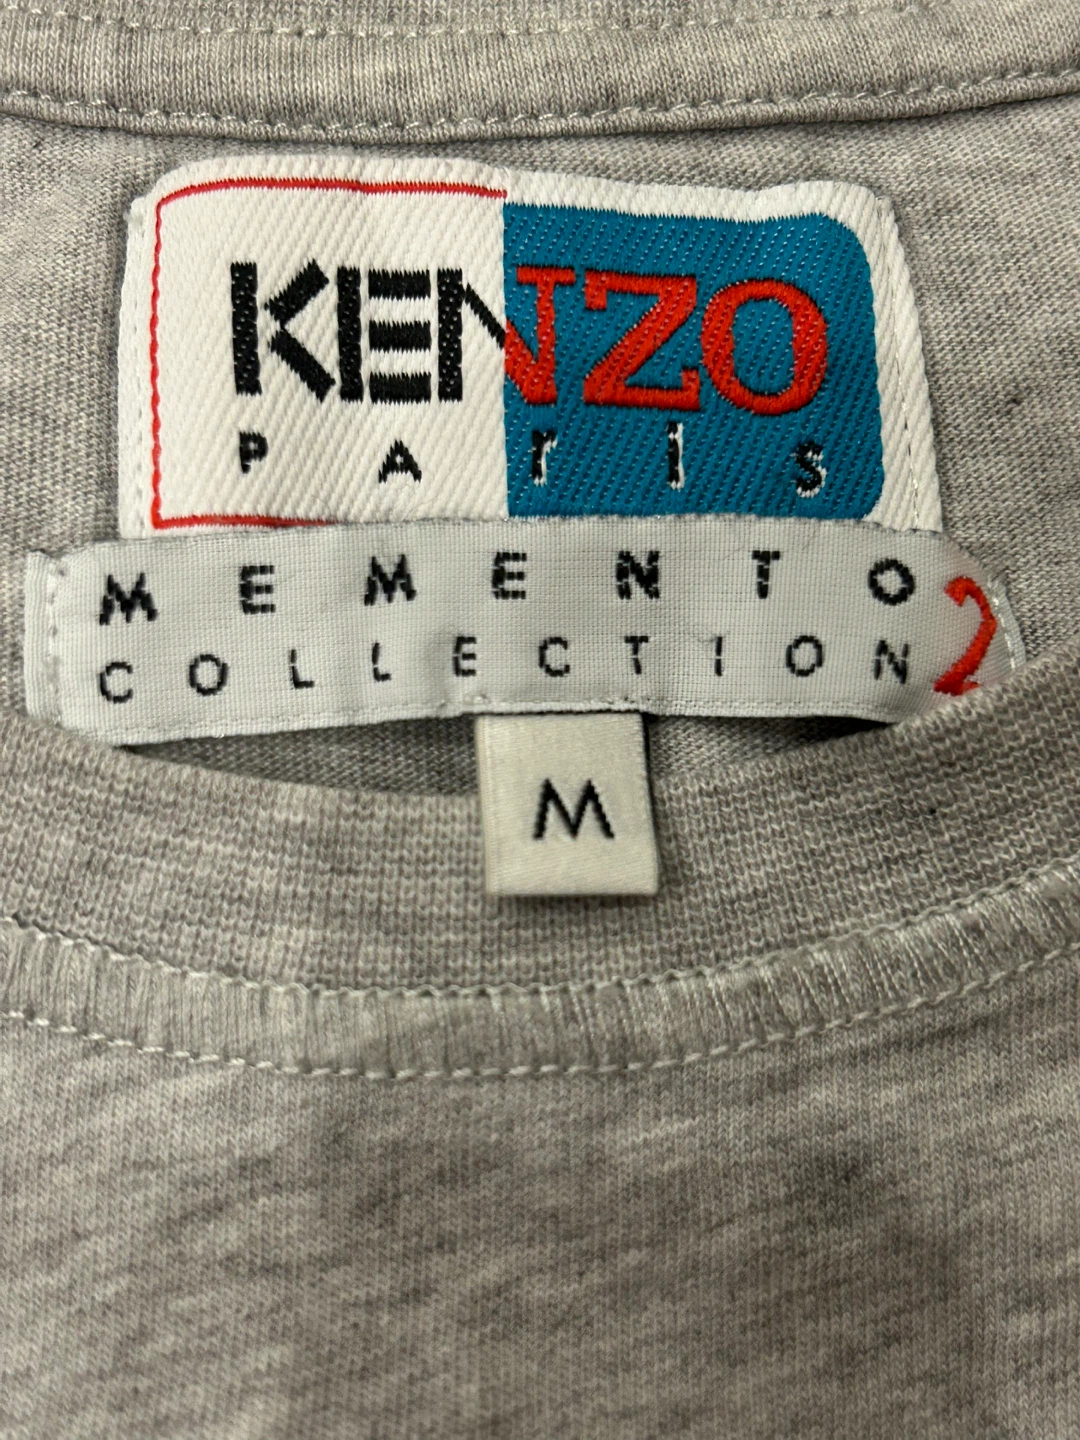 KENZO
PAris
MEMENTO
COLLECTION 2
M